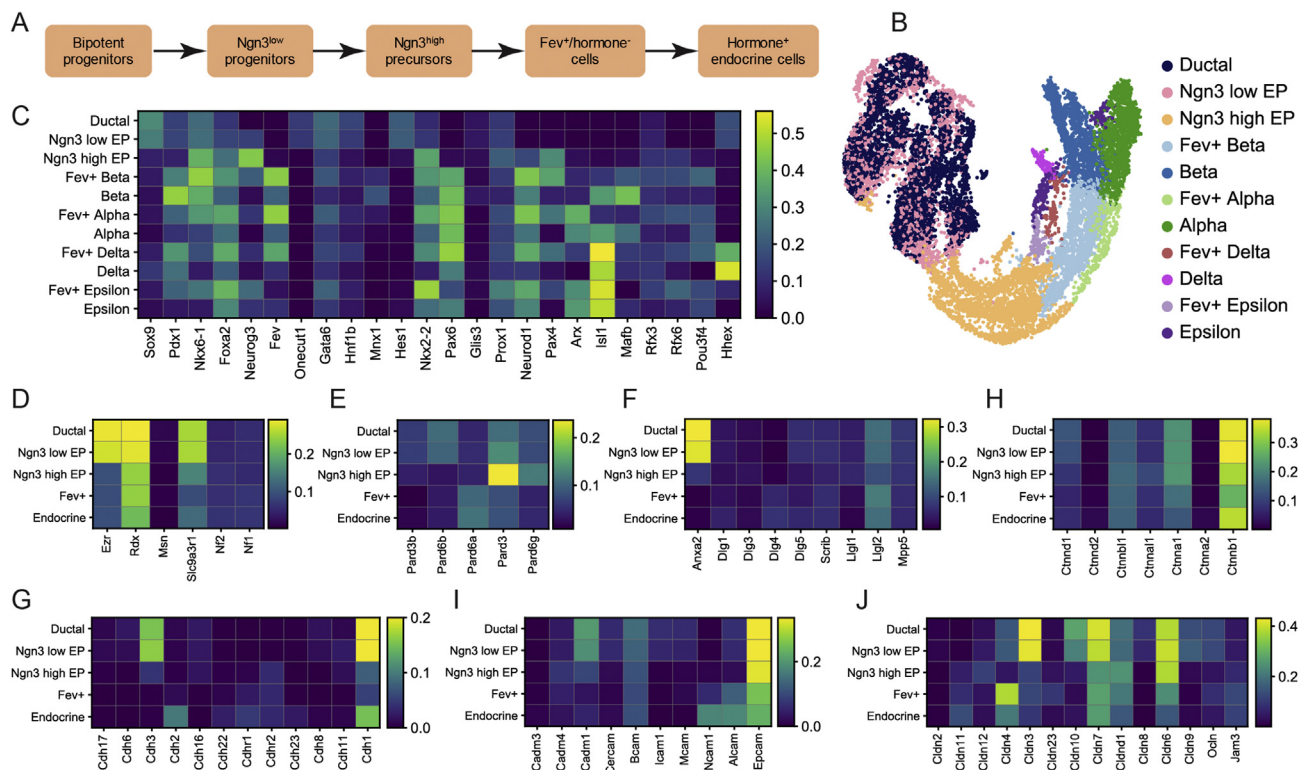 A
Bipotent
progenitors
Ngn3low
progenitors
Ngn3high
precursors
Fev+/hormone-
cells
Hormone+
endocrine cells
B
Ductal
Ngn3 low EP
Ngn3 high EP
Fev+ Beta
Beta
Fev+ Alpha
Alpha
Fev+ Delta
Delta
Fev+ Epsilon
Epsilon
C
Ductal
Ngn3 low EP
Ngn3 high EP
Fev+ Beta
Beta
Fev+ Alpha
Alpha
Fev+ Delta
Delta
Fev+ Epsilon
Epsilon
0.5
0.4
0.3
0.2
0.1
0.0
Sox9
Pdx1
Nkx6-1
Foxa2
Neurog3
Fev
Onecut1
Gata6
Hnf1b
Mnx1
Hes1
Nkx2-2
Pax6
Glis3
Prox1
Neurod1
Pax4
Arx
Isl1
Mafb
Rfx3
Rfx6
Pou3f4
Hhex
D
Ductal
Ngn3 low EP
Ngn3 high EP
Fev+
Endocrine
0.2
0.1
Ezr
Rdx
Msn
Slc9a3r1
Nf2
Nf1
E
Ductal
Ngn3 low EP
Ngn3 high EP
Fev+
Endocrine
0.2
0.1
Pard3b
Pard6b
Pard6a
Pard3
Pard6g
F
Ductal
Ngn3 low EP
Ngn3 high EP
Fev+
Endocrine
0.3
0.2
0.1
Anxa2
Dlg1
Dlg3
Dlg4
Dlg5
Scrib
Llgl1
Llgl2
Mpp5
H
Ductal
Ngn3 low EP
Ngn3 high EP
Fev+
Endocrine
0.3
0.2
0.1
0.0
Ctnnd1
Ctnnd2
Ctnnbl1
Ctnnal1
Ctnna1
Ctnna2
Ctnnb1
G
Ductal
Ngn3 low EP
Ngn3 high EP
Fev+
Endocrine
0.2
0.1
0.1
0.0
0.0
Cdh17
Cdh6
Cdh3
Cdh2
Cdh16
Cdh22
Cdhr1
Cdhr2
Cdh23
Cdh8
Cdh11
Cdh1
I
Ductal
Ngn3 low EP
Ngn3 high EP
Fev+
Endocrine
0.2
0.0
Cadm3
Cadm4
Cadm1
Cercam
Bcam
Icam1
Mcam
Ncam1
Alcam
Epcam
J
Ductal
Ngn3 low EP
Ngn3 high EP
Fev+
Endocrine
0.4
0.2
Cldn2
Cldn11
Cldn12
Cldn4
Cldn3
Cldn23
Cldn10
Cldn7
Cldnd1
Cldn8
Cldn6
Cldn9
Ocln
Jam3